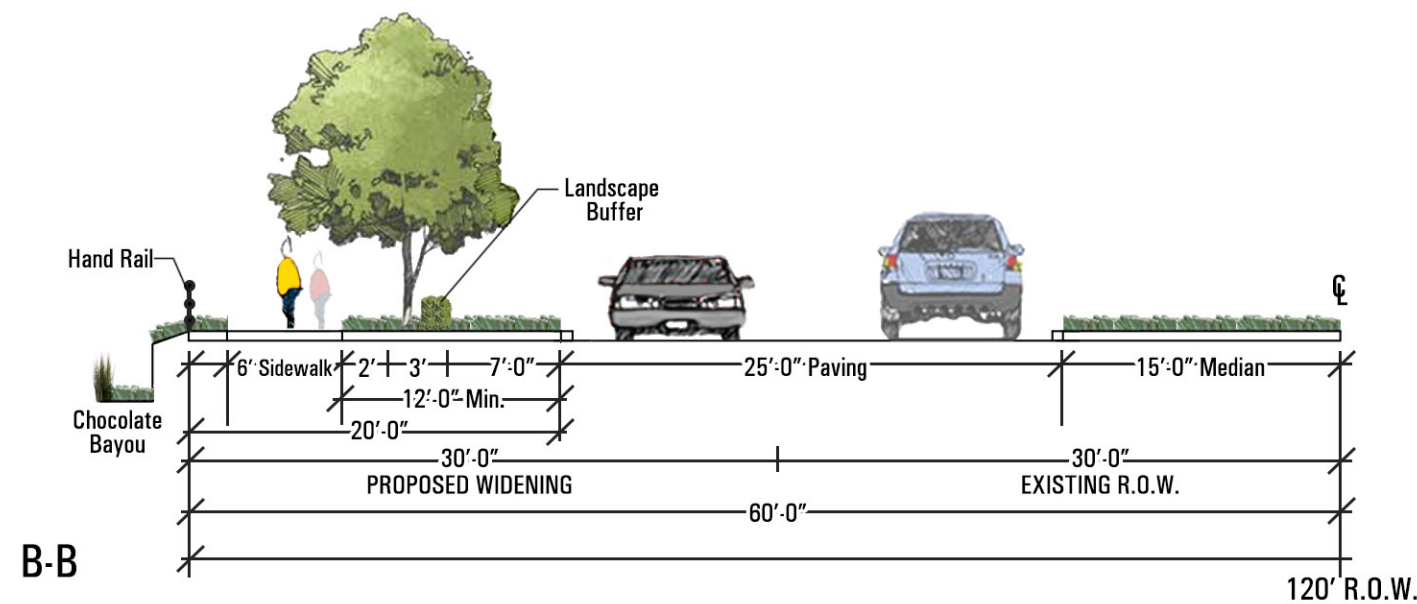 Landscape
Buffer
Hand Rail
℄
6' Sidewalk
2'
3'
7'-0"
25'-0" Paving
15'-0" Median
12'-0" Min.
Chocolate
Bayou
20'-0"
30'-0"
30'-0"
PROPOSED WIDENING
EXISTING R.O.W.
60'-0"
B-B
120' R.O.W.